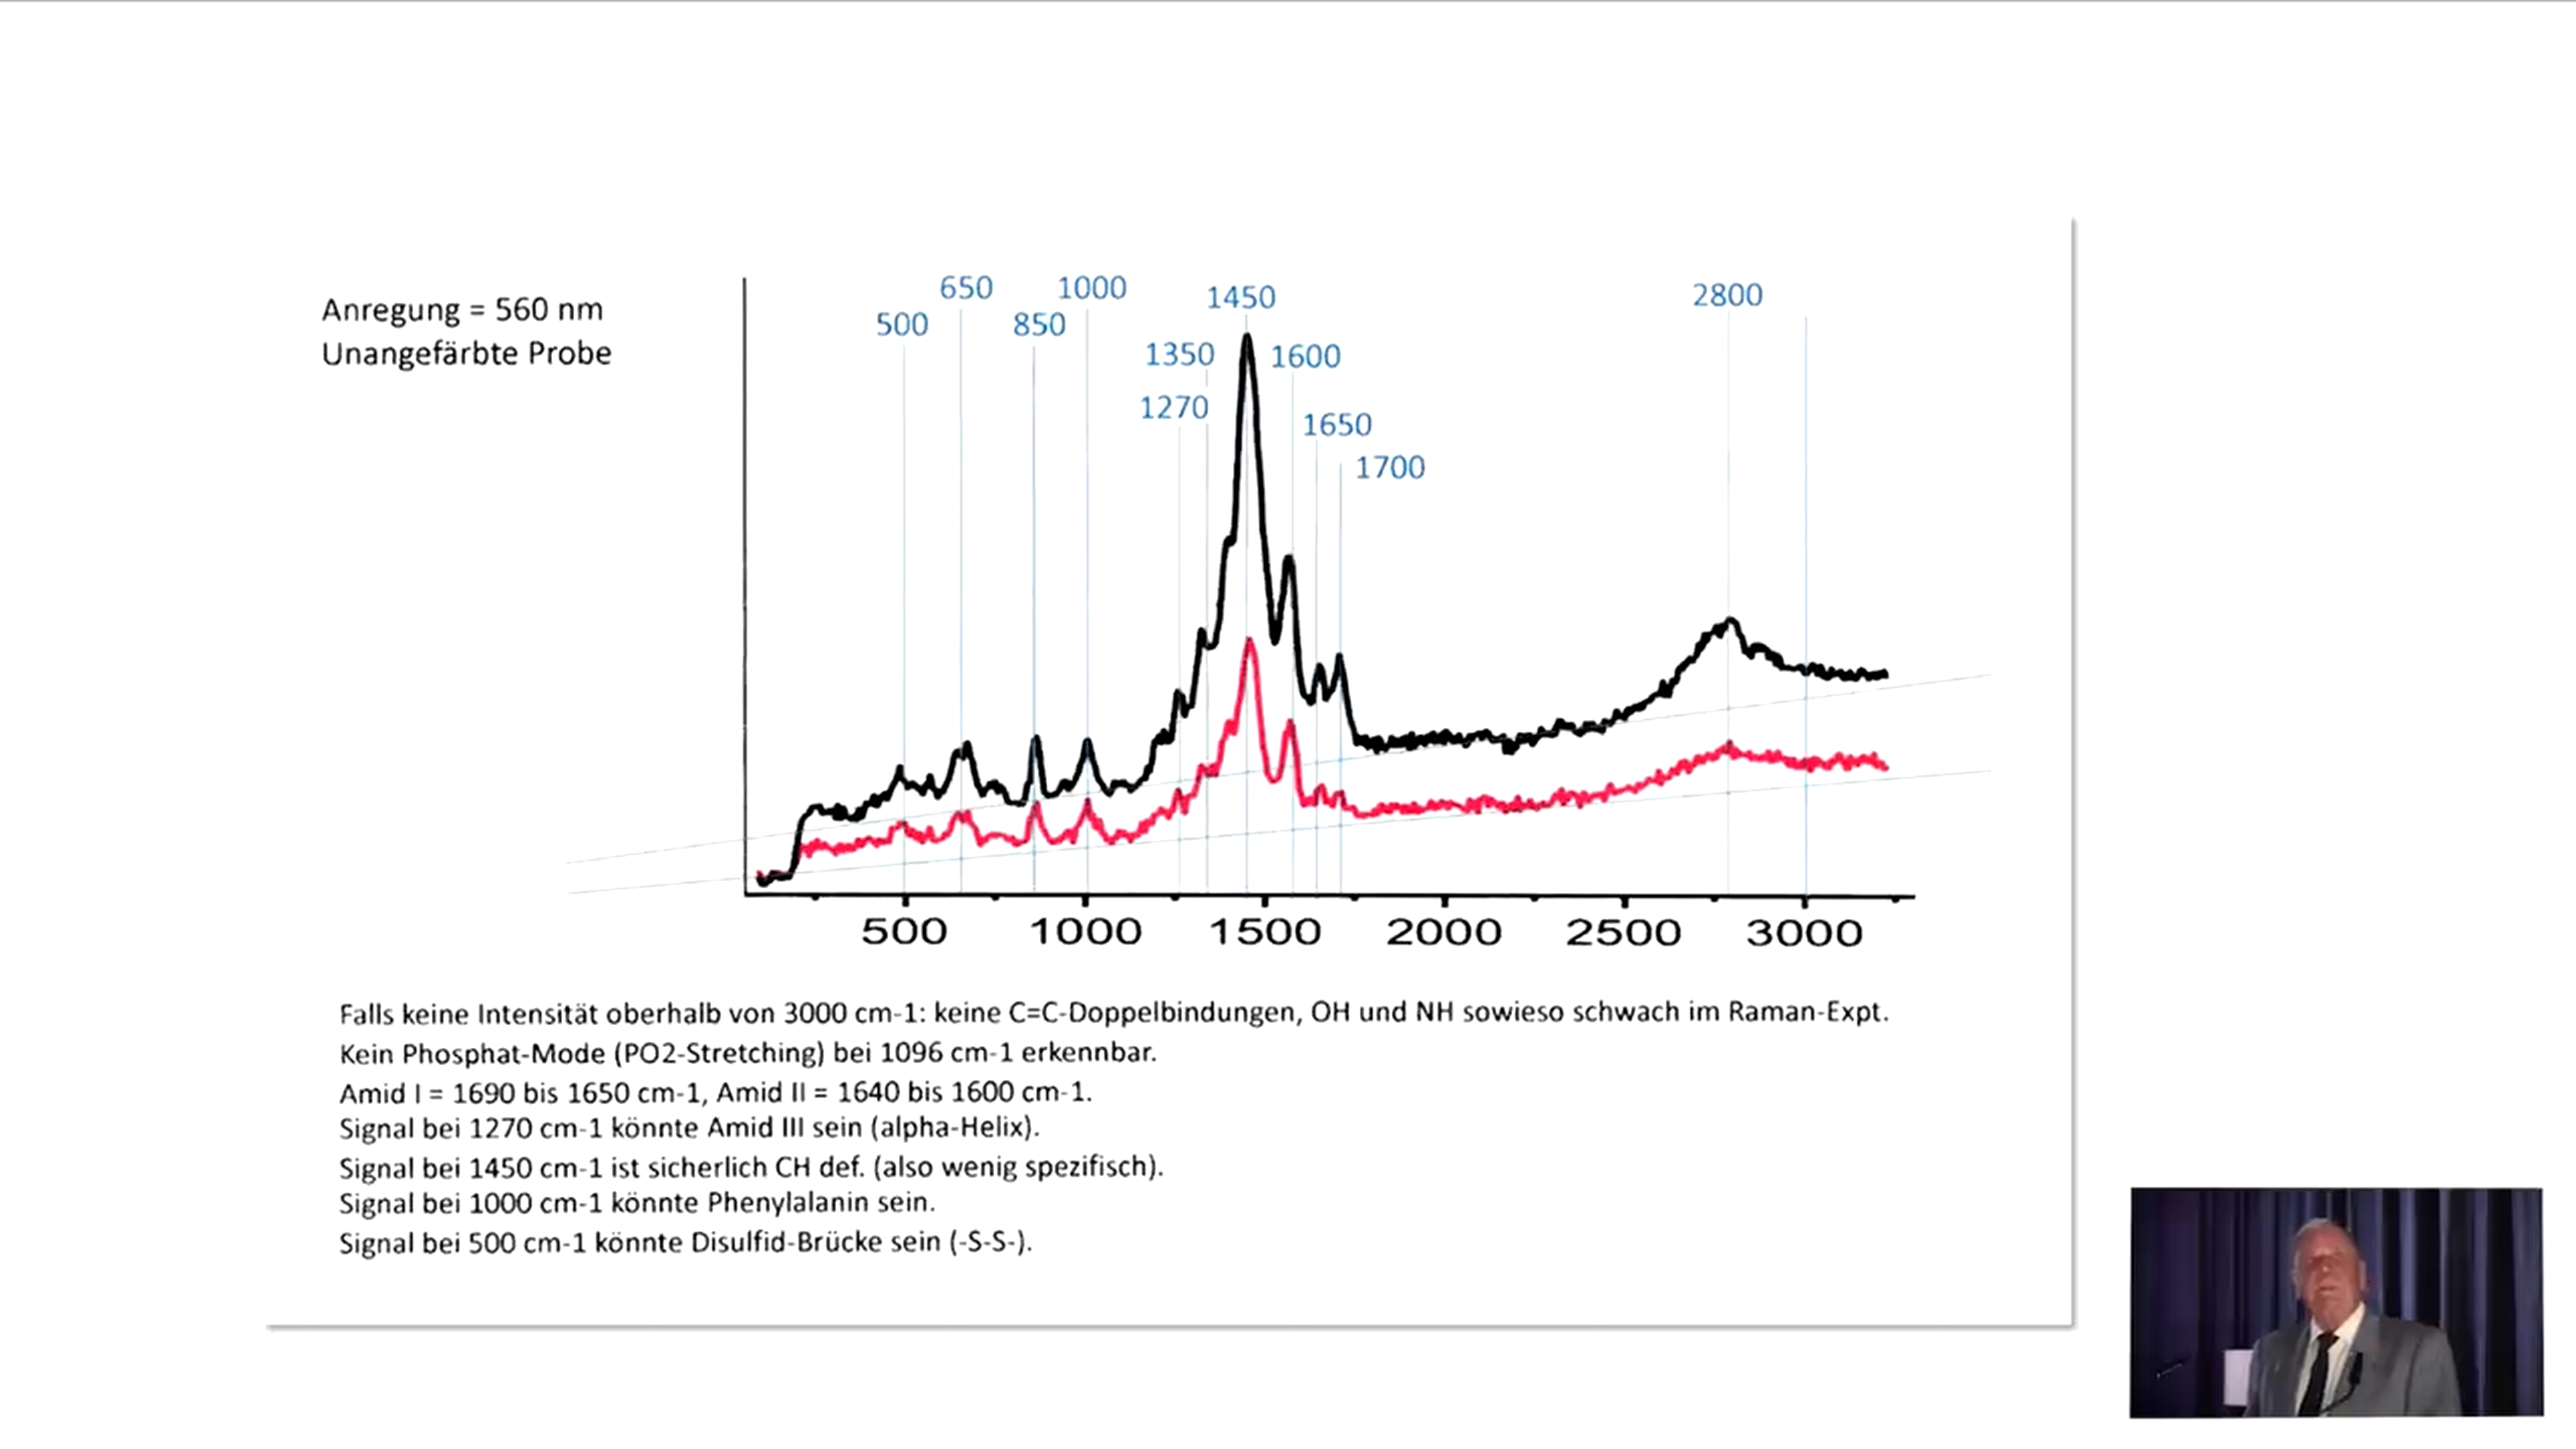 Anregung = 560 nm
Unangefärbte Probe
650 1000
1450 2800
500 850
1350 1600
1270
1650
1700
500 1000 1500 2000 2500 3000
Falls keine Intensität oberhalb von 3000 cm-1: keine C=C-Doppelbindungen, OH und NH sowieso schwach im Raman-Expt.
Kein Phosphat-Mode (PO2-Stretching) bei 1096 cm-1 erkennbar.
Amid I = 1690 bis 1650 cm-1, Amid II = 1640 bis 1600 cm-1.
Signal bei 1270 cm-1 könnte Amid III sein (alpha-Helix).
Signal bei 1450 cm-1 ist sicherlich CH def. (also wenig spezifisch).
Signal bei 1000 cm-1 könnte Phenylalanin sein.
Signal bei 500 cm-1 könnte Disulfid-Brücke sein (-S-S-).